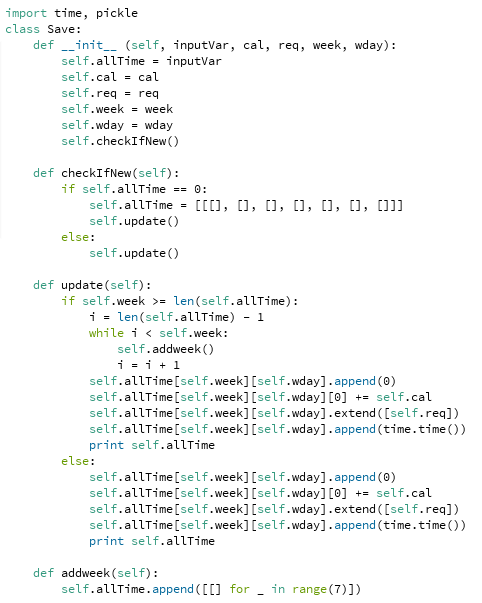 import time, pickle
class Save:
    def __init__ (self, inputVar, cal, req, week, wday):
        self.allTime = inputVar
        self.cal = cal
        self.req = req
        self.week = week
        self.wday = wday
        self.checkIfNew()

    def checkIfNew(self):
        if self.allTime == 0:
            self.allTime = [[[], [], [], [], [], [], []]]
            self.update()
        else:
            self.update()

    def update(self):
        if self.week >= len(self.allTime):
            i = len(self.allTime) - 1
            while i < self.week:
                self.addweek()
                i = i + 1
            self.allTime[self.week][self.wday].append(0)
            self.allTime[self.week][self.wday][0] += self.cal
            self.allTime[self.week][self.wday].extend([self.req])
            self.allTime[self.week][self.wday].append(time.time())
            print self.allTime
        else:
            self.allTime[self.week][self.wday].append(0)
            self.allTime[self.week][self.wday][0] += self.cal
            self.allTime[self.week][self.wday].extend([self.req])
            self.allTime[self.week][self.wday].append(time.time())
            print self.allTime

    def addweek(self):
        self.allTime.append([[] for _ in range(7)])